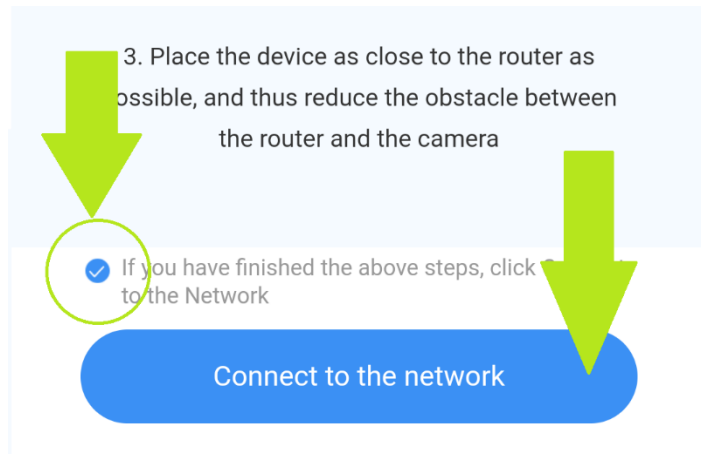 3. Place the device as close to the router as
ossible, and thus reduce the obstacle between
the router and the camera
If you have finished the above steps, click
to the Network
Connect to the network